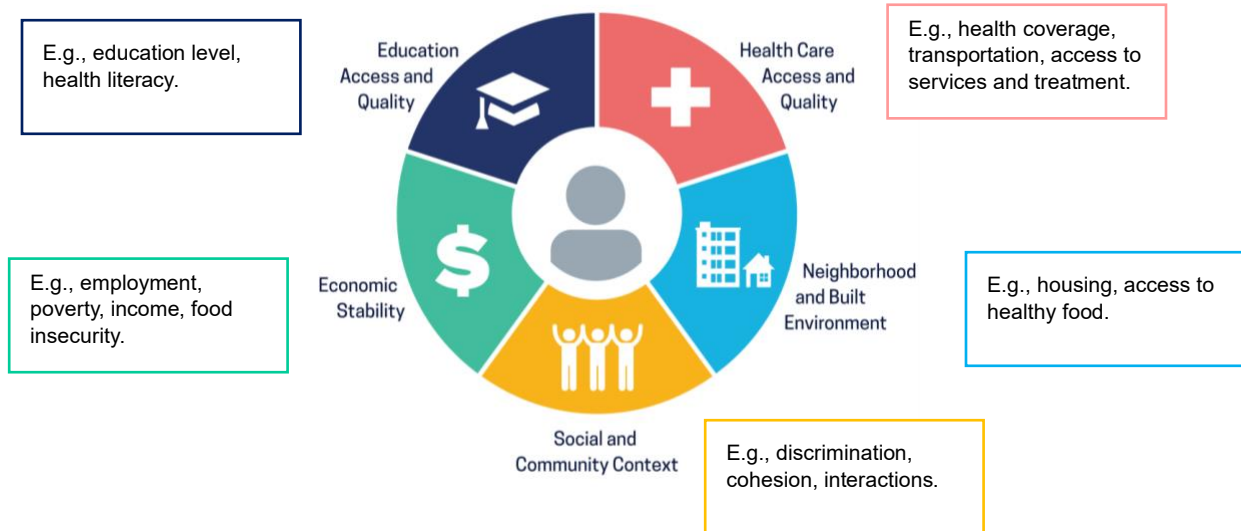 E.g., education level,
health literacy.
Education
Access and
Quality
Health Care
Access and
Quality
E.g., health coverage,
transportation, access to
services and treatment.
E.g., employment,
poverty, income, food
insecurity.
Economic
Stability
$
Neighborhood
and Built
Environment
E.g., housing, access to
healthy food.
Social and
Community Context
E.g., discrimination,
cohesion, interactions.